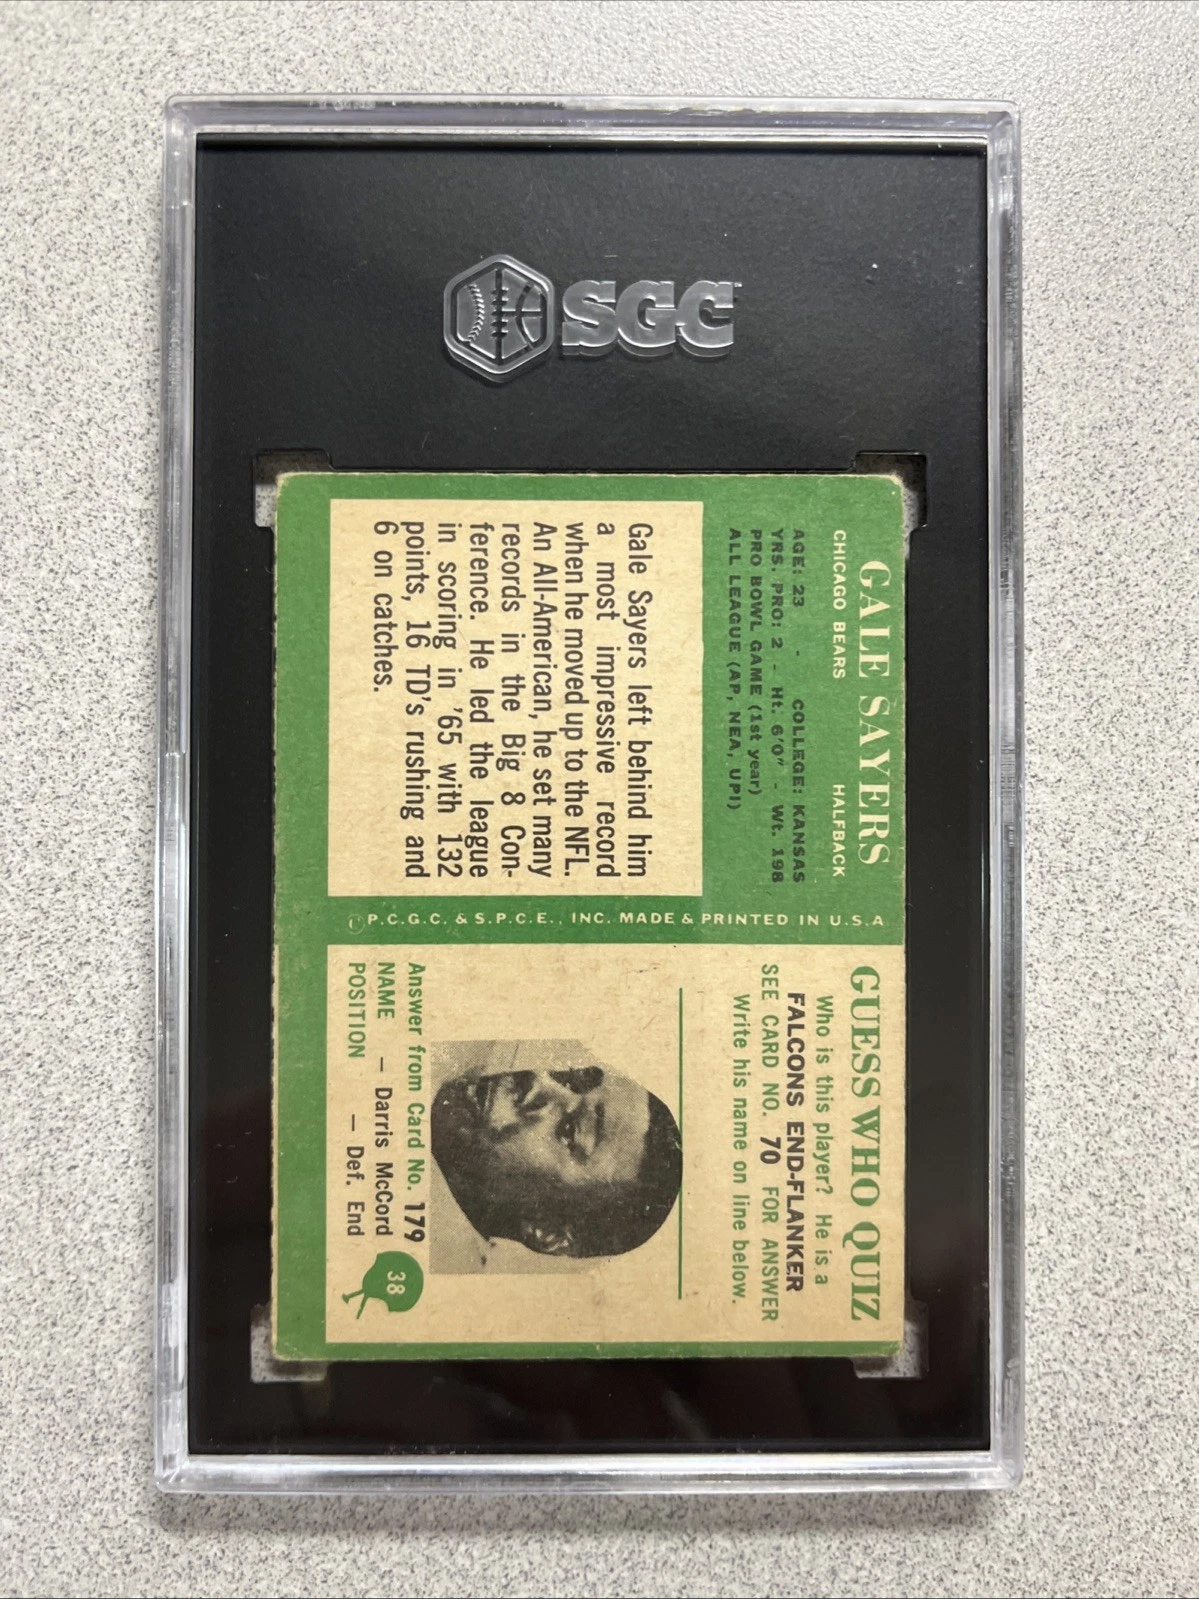 SGC
GALE SAYERS
CHICAGO BEARS HALFBACK
AGE: 23 - COLLEGE: KANSAS
YRS. PRO: 2 - Ht. 6'0" - Wt. 198
PRO BOWL GAME (1st year)
ALL LEAGUE (AP, NEA, UPI)
Gale Sayers left behind him
a most impressive record
when he moved up to the NFL.
An All-American, he set many
records in the Big 8 Con-
ference. He led the league
in scoring in '65 with 132
points, 16 TD's rushing and
6 on catches.
©P.C.G.C. & S.P.C.E., INC. MADE & PRINTED IN U.S.A
GUESS WHO QUIZ
Who is this player? He is a
FALCONS END-FLANKER
SEE CARD NO. 70 FOR ANSWER
Write his name on line below.
Answer from Card No. 179
NAME – Darris McCord
POSITION – Def. End
38